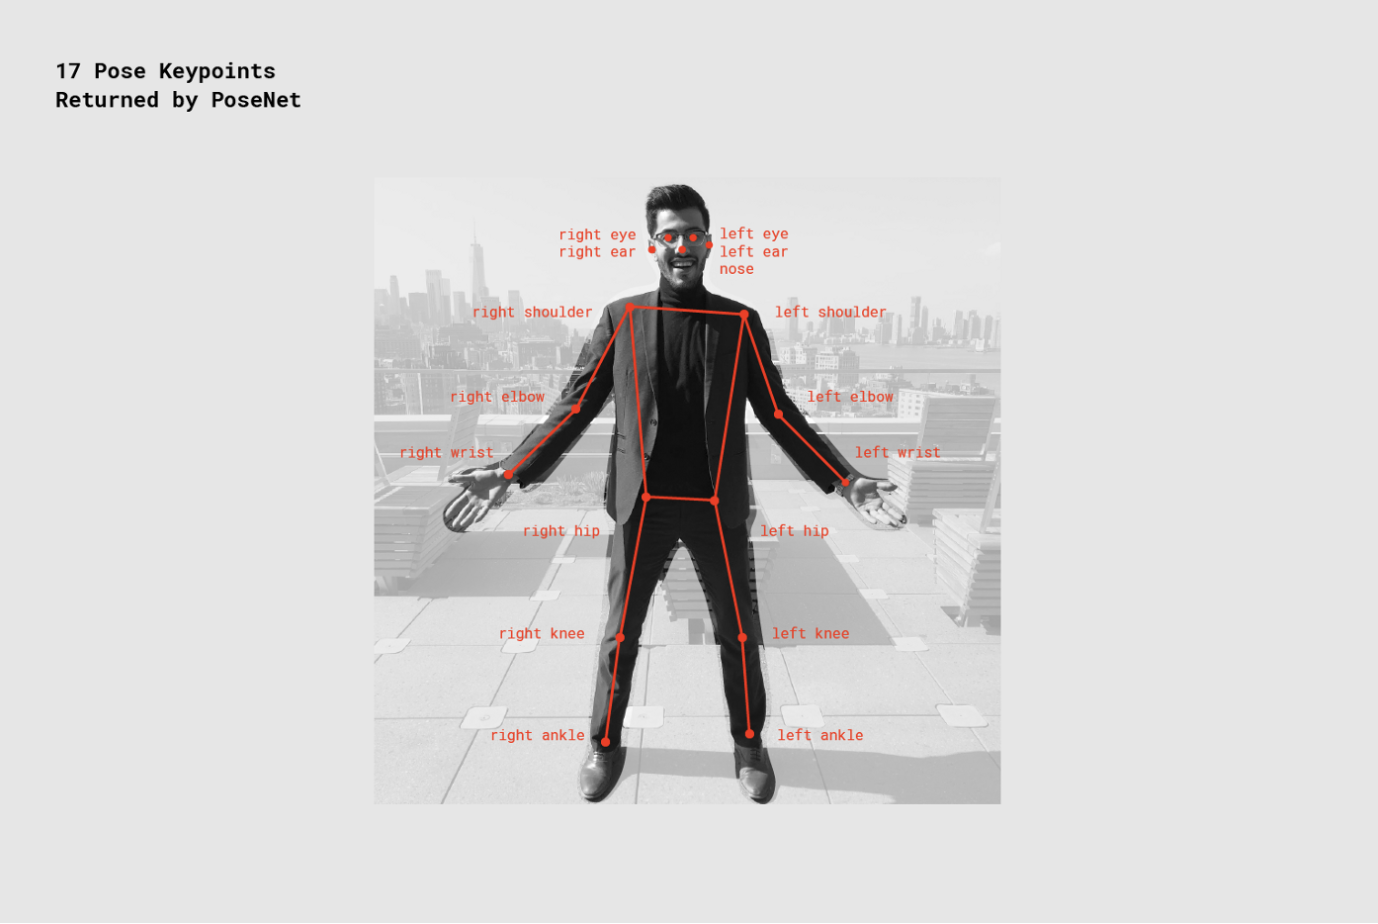 17 Pose Keypoints
Returned by PoseNet
right eye
left eye
right ear
left ear
nose
right shoulder
left shoulder
right elbow
left elbow
right wrist
left wrist
right hip
left hip
right knee
left knee
right ankle
left ankle